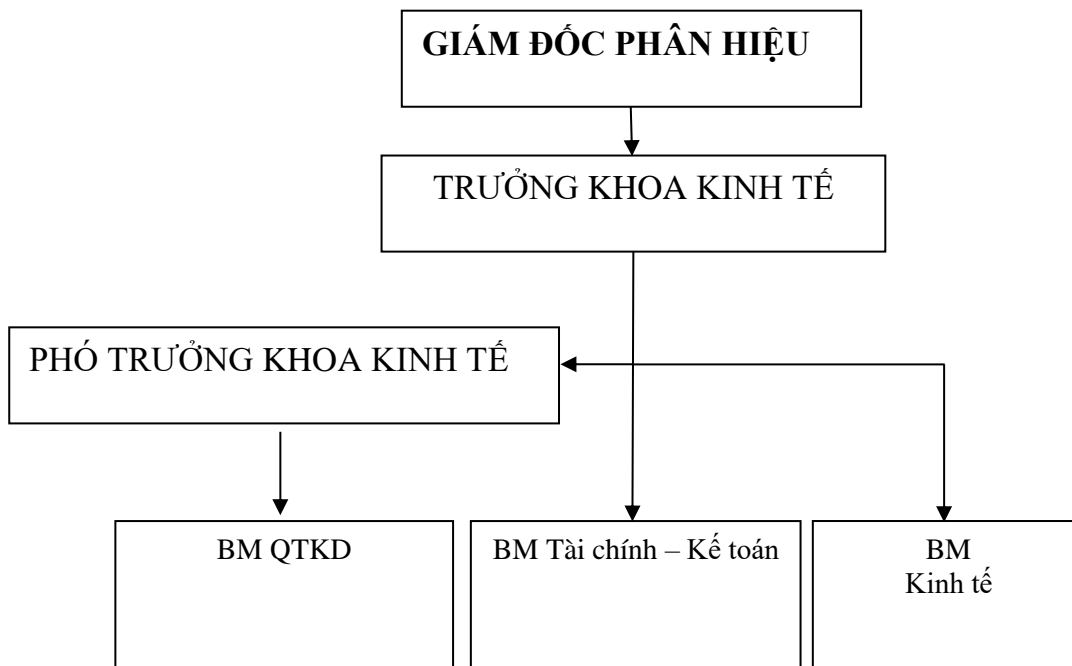 GIÁM ĐỐC PHÂN HIỆU
TRƯỞNG KHOA KINH TẾ
PHÓ TRƯỞNG KHOA KINH TẾ
BM QTKD
BM Tài chính – Kế toán
BM
Kinh tế